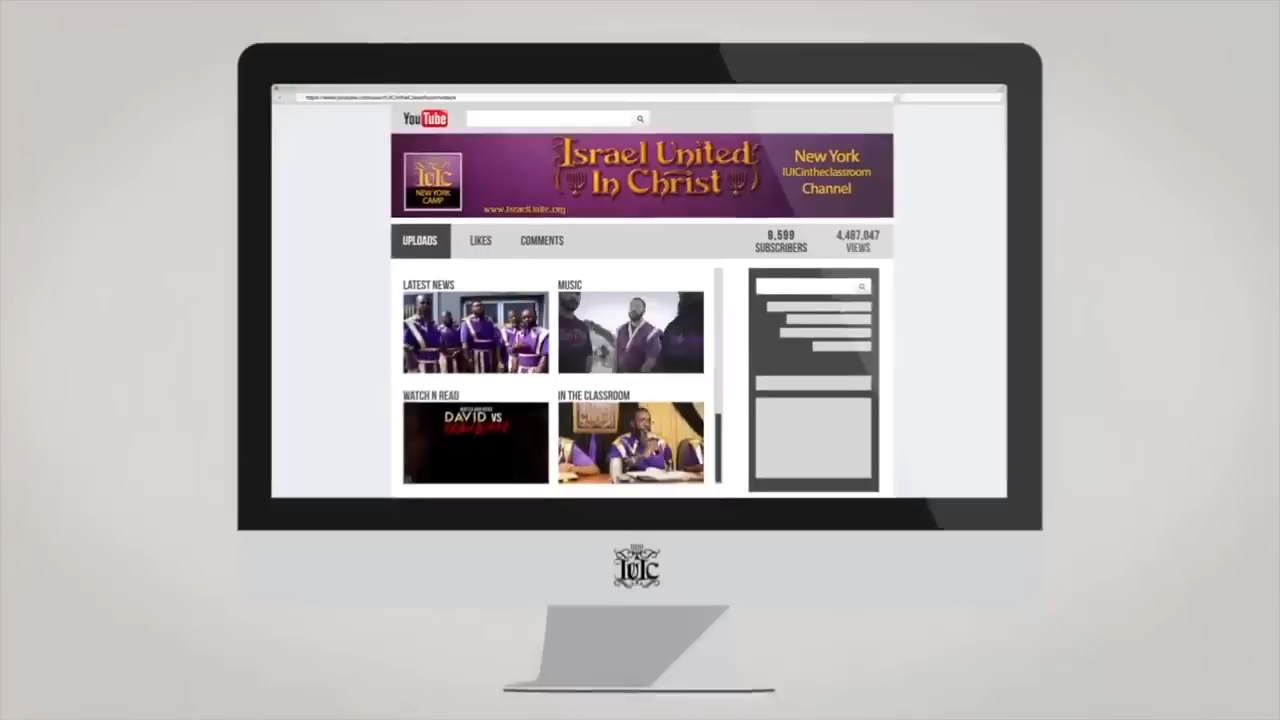 YouTube
Israel United
In Christ
IUIC
NEW YORK
CAMP
www.IsraelUnite.org
New York
IUICintheclassroom
Channel
UPLOADS
LIKES
COMMENTS
9,599
SUBSCRIBERS
4,487,047
VIEWS
LATEST NEWS
MUSIC
WATCH N READ
IN THE CLASSROOM
DAVID VS
IUIC